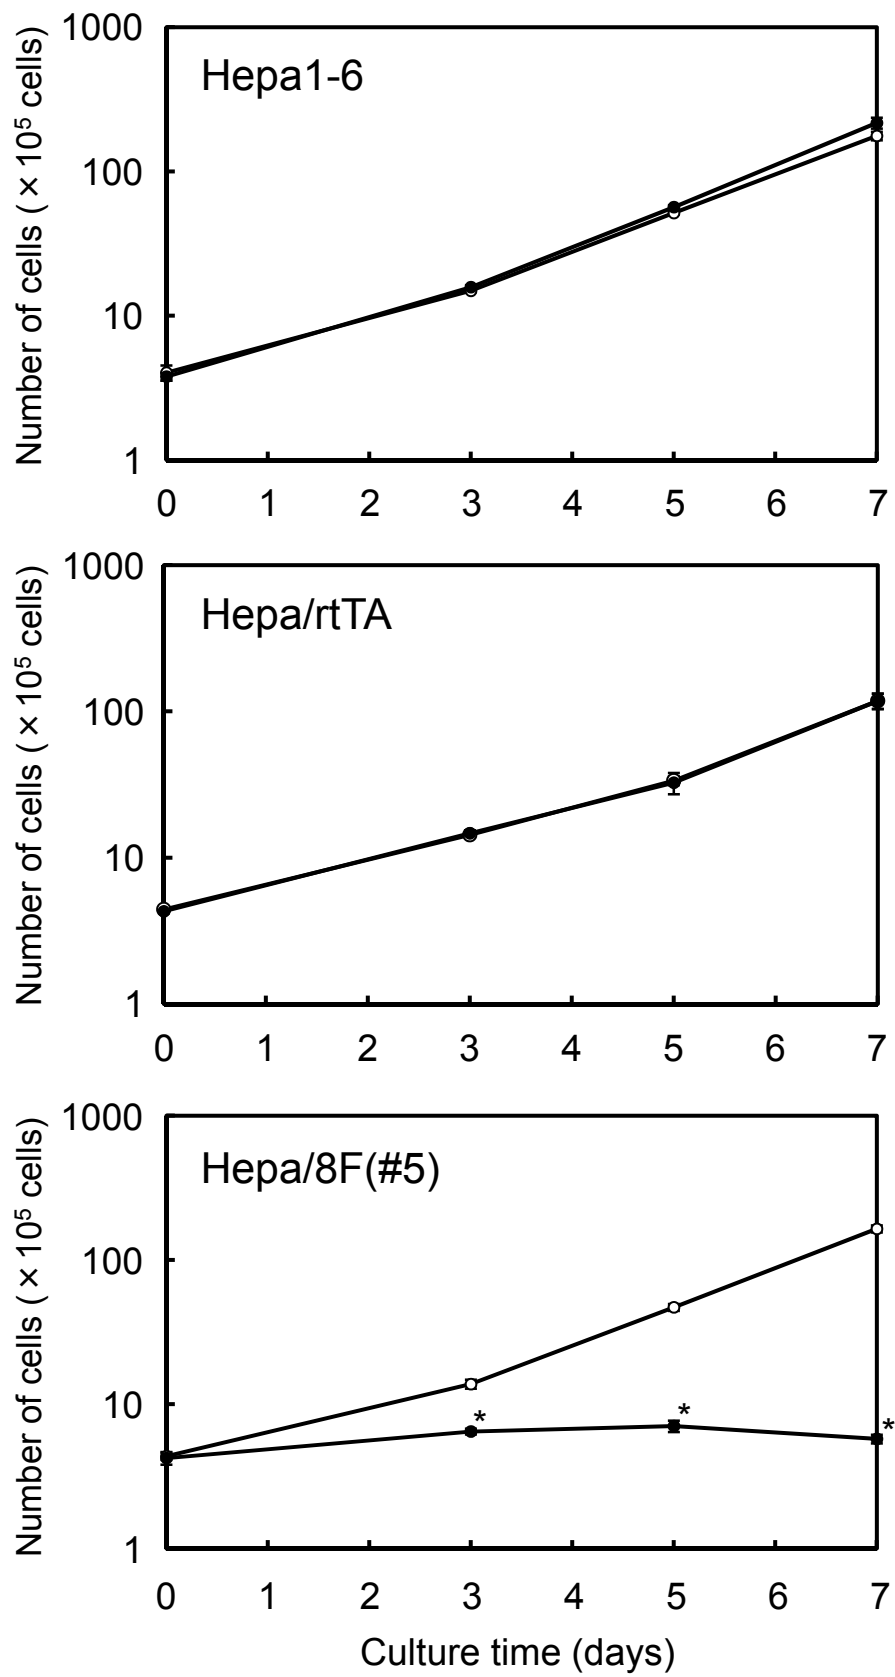 Number of cells (×10⁵ cells)
1000
100
10
1
Hepa1-6
0 1 2 3 4 5 6 7
Number of cells (×10⁵ cells)
1000
100
10
1
Hepa/rtTA
0 1 2 3 4 5 6 7
Number of cells (×10⁵ cells)
1000
100
10
1
Hepa/8F(#5)
* * *
0 1 2 3 4 5 6 7
Culture time (days)